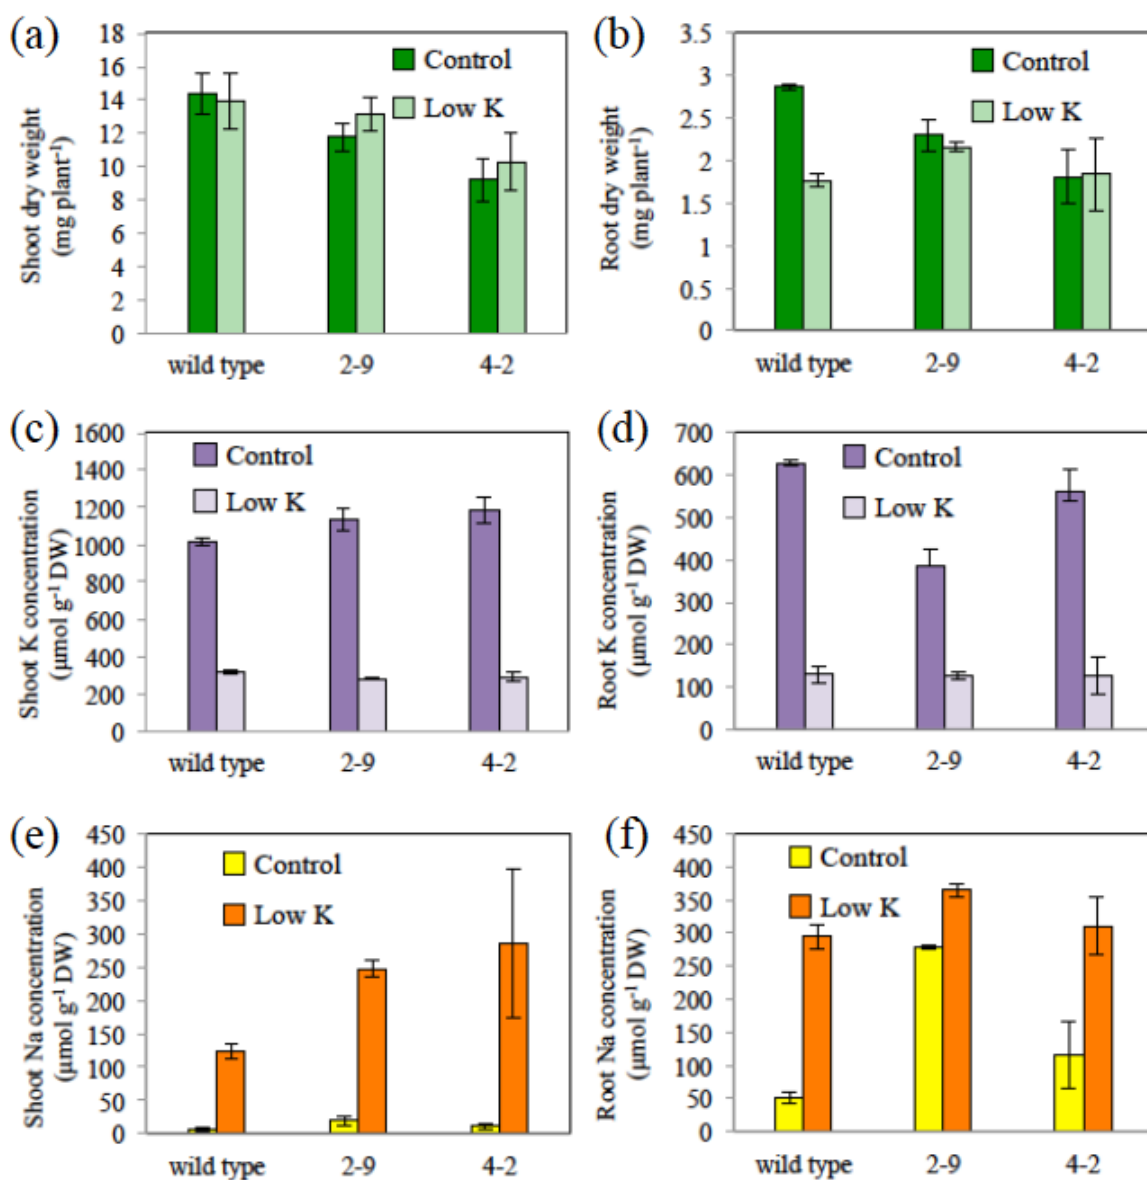 (a)
Shoot dry weight
(mg plant⁻¹)
18
16
14
12
10
8
6
4
2
0
Control
Low K
wild type 2-9 4-2
(b)
Root dry weight
(mg plant⁻¹)
3.5
3
2.5
2
1.5
1
0.5
0
Control
Low K
wild type 2-9 4-2
(c)
Shoot K concentration
(μmol g⁻¹ DW)
1600
1400
1200
1000
800
600
400
200
0
Control
Low K
wild type 2-9 4-2
(d)
Root K concentration
(μmol g⁻¹ DW)
700
600
500
400
300
200
100
0
Control
Low K
wild type 2-9 4-2
(e)
Shoot Na concentration
(μmol g⁻¹ DW)
450
400
350
300
250
200
150
100
50
0
Control
Low K
wild type 2-9 4-2
(f)
Root Na concentration
(μmol g⁻¹ DW)
450
400
350
300
250
200
150
100
50
0
Control
Low K
wild type 2-9 4-2